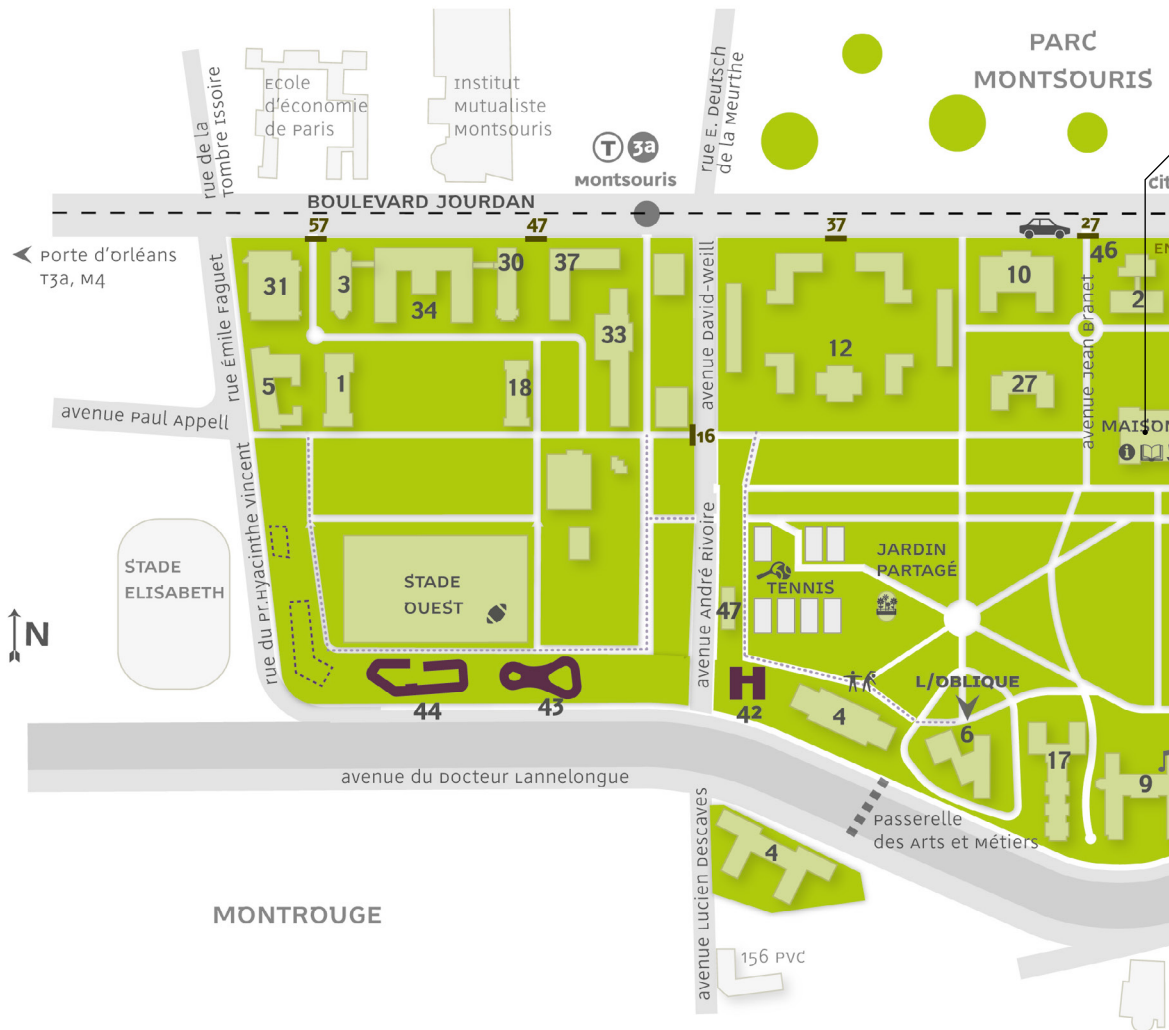 PARC
MONTSOURIS
Ecole
d'économie
de Paris
Institut
Mutualiste
Montsouris
rue de la
Tombre Issoire
rue E. Deutsch
de la Meurthe
T 3a
Montsouris
Cit
BOULEVARD JOURDAN
57
47
37
27
Porte d'Orléans
T3a, M4
rue Émile Faguet
31
3
34
30
37
33
avenue David-Weill
10
46
EN
2
avenue Jean Branet
12
5
1
18
27
avenue Paul Appell
16
MAISON
rue du Pr.Hyacinthe Vincent
avenue André Rivoire
STADE
ELISABETH
STADE
OUEST
JARDIN
PARTAGÉ
TENNIS
47
N
44
43
42
4
L/OBLIQUE
6
17
9
avenue du Docteur Lannelongue
Passerelle
des Arts et Métiers
avenue Lucien Descaves
4
MONTROUGE
156 PVC